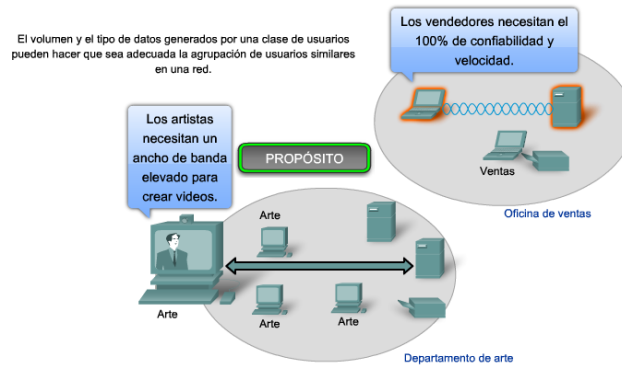 El volumen y el tipo de datos generados por una clase de usuarios
pueden hacer que sea adecuada la agrupación de usuarios similares
en una red.
Los vendedores necesitan el
100% de confiabilidad y
velocidad.
Los artistas
necesitan un
ancho de banda
elevado para
crear videos.
PROPÓSITO
Ventas
Oficina de ventas
Arte
Arte
Arte
Arte
Departamento de arte